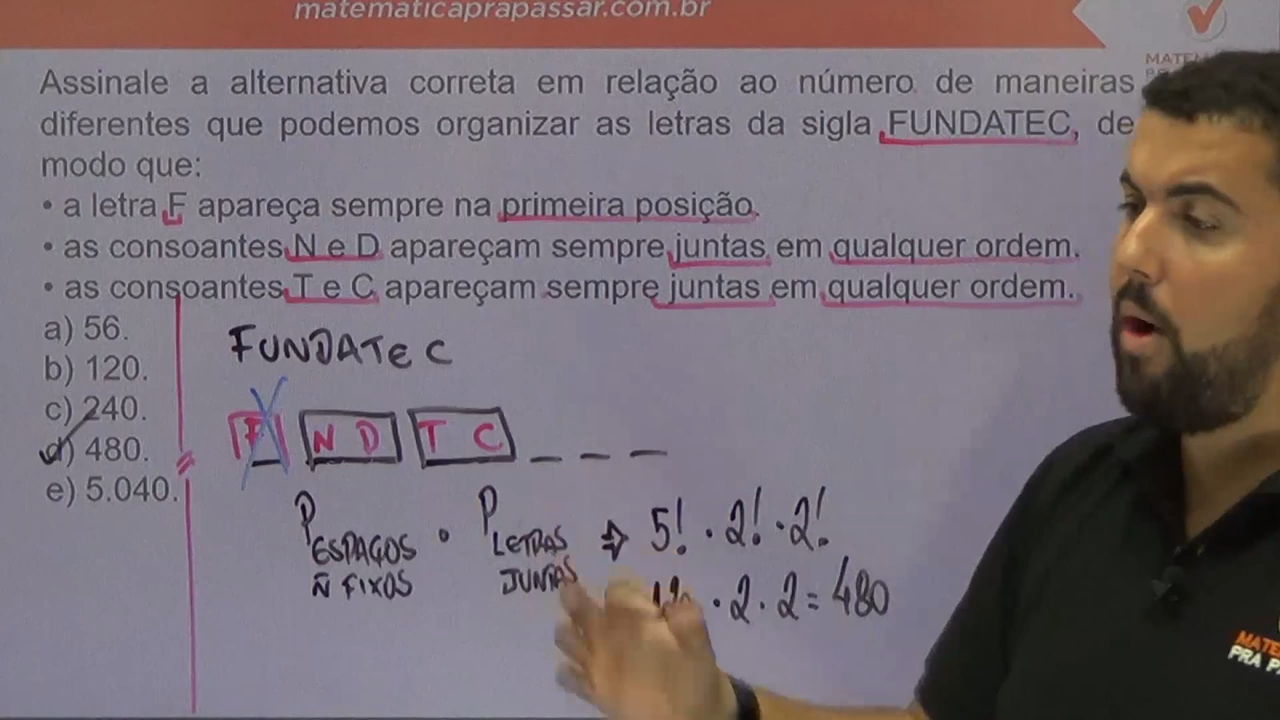 matematicaprapassar.com.br
Assinale a alternativa correta em relação ao número de maneiras
diferentes que podemos organizar as letras da sigla FUNDATEC, de
modo que:
• a letra F apareça sempre na primeira posição.
• as consoantes N e D apareçam sempre juntas em qualquer ordem.
• as consoantes T e C apareçam sempre juntas em qualquer ordem.
a) 56.
b) 120.
c) 240.
d) 480.
e) 5.040.
FUNDATEC
F N D T C
P ESPAÇOS Ñ FIXOS . P LETRAS JUNTAS ⇒ 5! . 2! . 2!
. 2 . 2 = 480
PRA